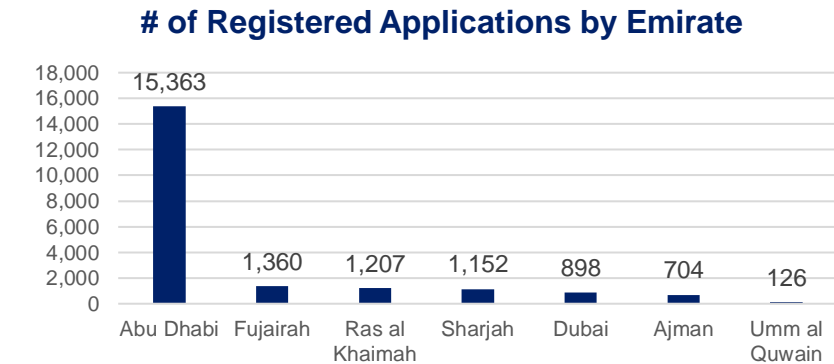 # of Registered Applications by Emirate
18,000
16,000
14,000
12,000
10,000
8,000
6,000
4,000
2,000
0
15,363
1,360
1,207
1,152
898
704
126
Abu Dhabi
Fujairah
Ras al
Khaimah
Sharjah
Dubai
Ajman
Umm al
Quwain